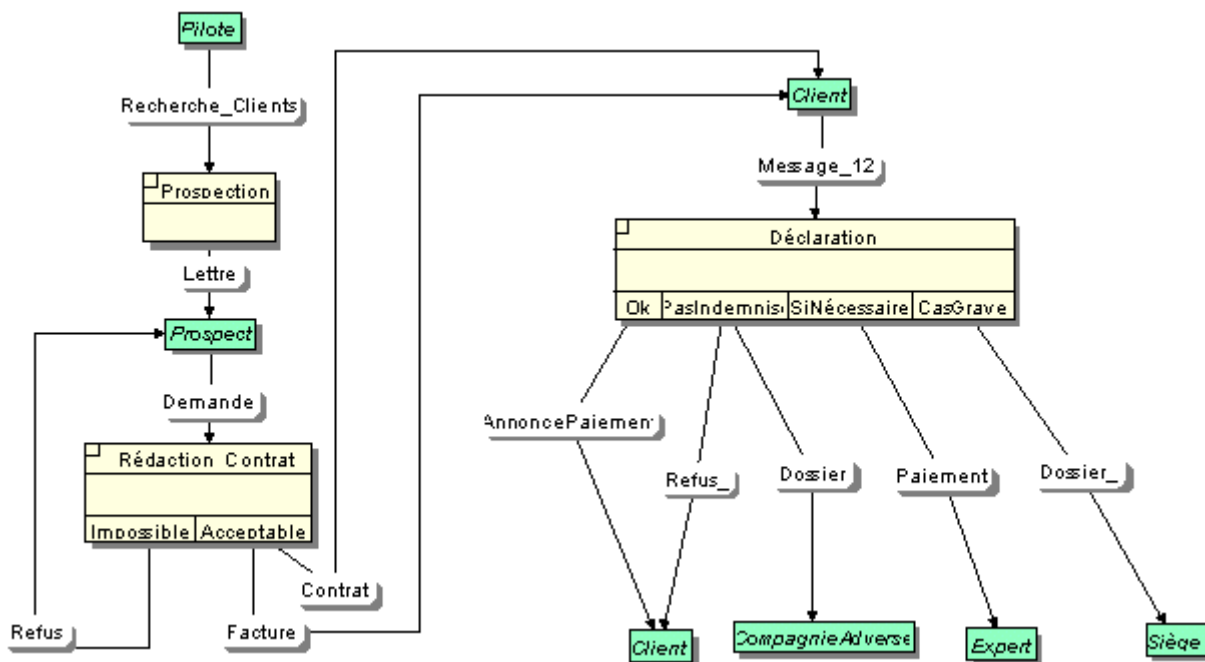 Pilote
Client
Recherche_Clients
Message_12
Prospection
Déclaration
Lettre
Ok PasIndemnis SiNécessaire CasGrave
Prospect
Demande
AnnoncePaiement
Rédaction Contrat
Refus_ Dossier Paiement Dossier_
Impossible Acceptable
Contrat
Refus Facture
Client CompagnieAdverse Expert Siège